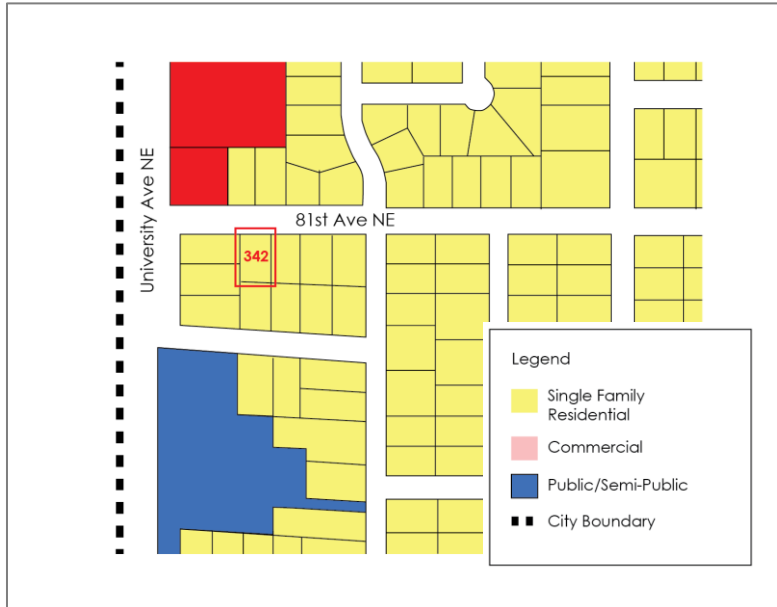 University Ave NE
81st Ave NE
342
Legend
Single Family
Residential
Commercial
Public/Semi-Public
City Boundary